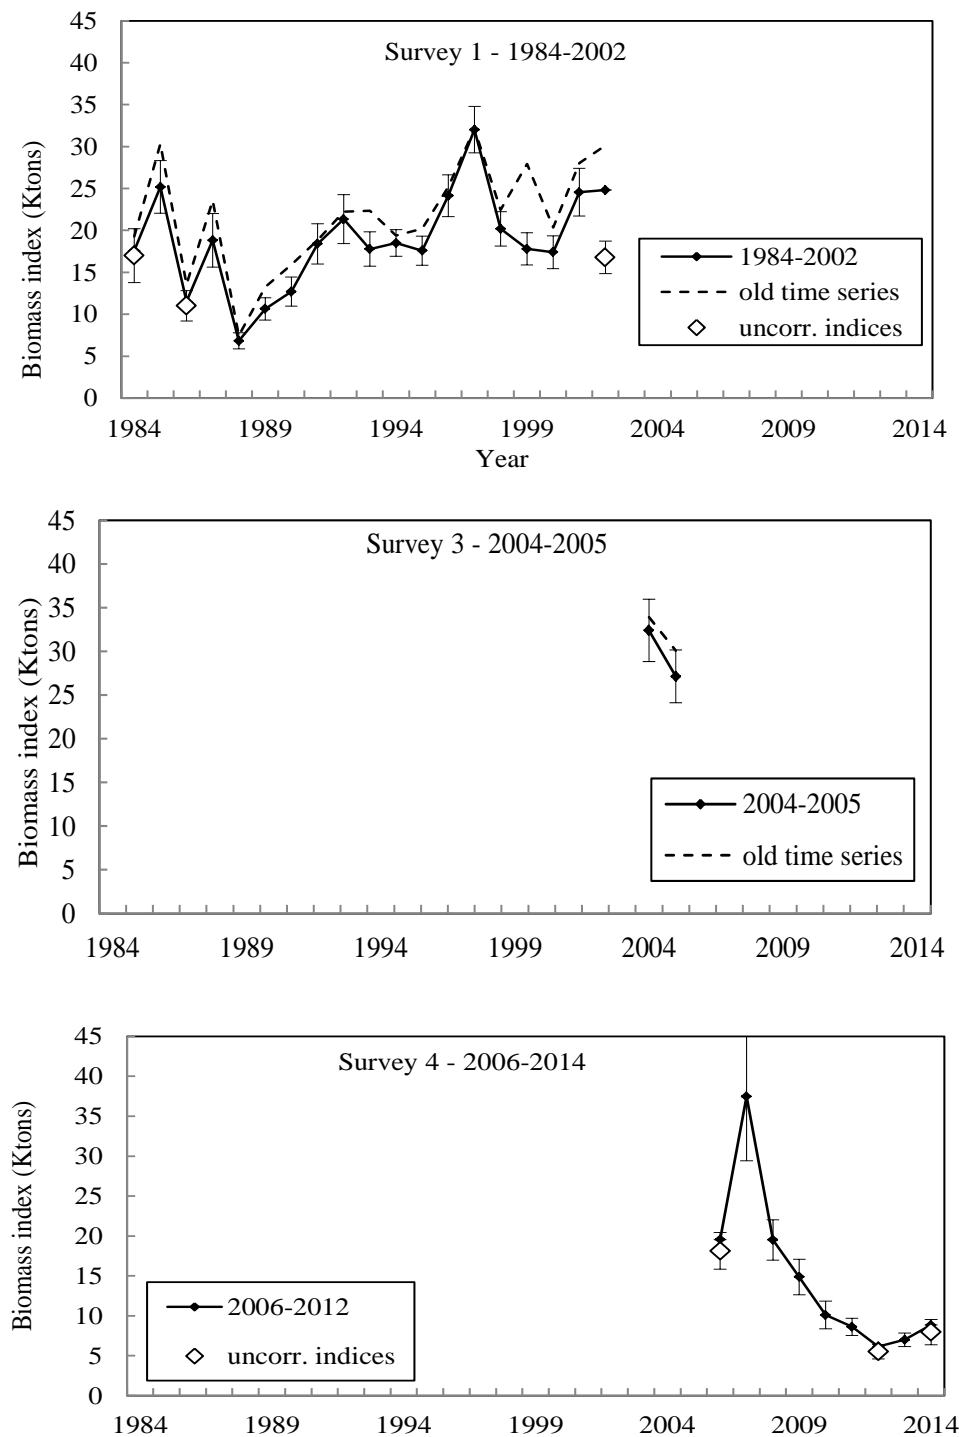 Survey 1 - 1984-2002
Biomass index (Ktons)
45
40
35
30
25
20
15
10
5
0
1984-2002
old time series
uncorr. indices
1984 1989 1994 1999 2004 2009 2014
Year
Survey 3 - 2004-2005
Biomass index (Ktons)
45
40
35
30
25
20
15
10
5
0
2004-2005
old time series
1984 1989 1994 1999 2004 2009 2014
Survey 4 - 2006-2014
Biomass index (Ktons)
45
40
35
30
25
20
15
10
5
0
2006-2012
uncorr. indices
1984 1989 1994 1999 2004 2009 2014